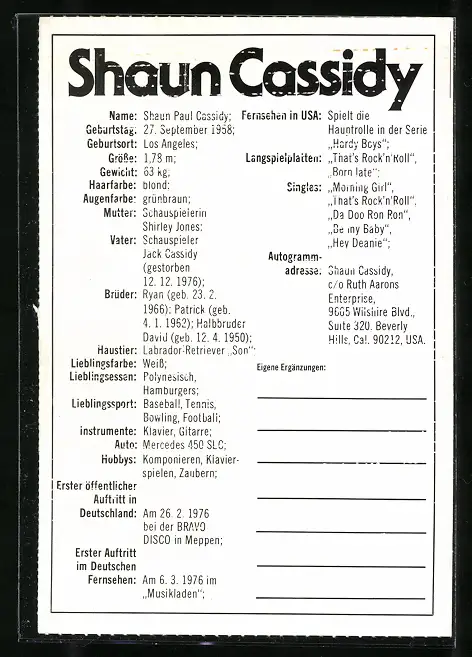 Shaun Cassidy
Name: Shaun Paul Cassidy;
Geburtstag: 27. September 1958;
Geburtsort: Los Angeles;
Größe: 1,78 m;
Gewicht: 63 kg;
Haarfarbe: blond;
Augenfarbe: grünbraun;
Mutter: Schauspielerin
Shirley Jones;
Vater: Schauspieler
Jack Cassidy
(gestorben
12. 12. 1976);
Brüder: Ryan (geb. 23. 2.
1966); Patrick (geb.
4. 1. 1962); Halbbruder
David (geb. 12. 4. 1950);
Haustier: Labrador-Retriever „Son";
Lieblingsfarbe: Weiß;
Lieblingsessen: Polynesisch,
Hamburgers;
Lieblingssport: Baseball, Tennis,
Bowling, Football;
Instrumente: Klavier, Gitarre;
Auto: Mercedes 450 SLC;
Hobbys: Komponieren, Klavier-
spielen, Zaubern;
Erster öffentlicher
Auftritt in
Deutschland: Am 26. 2. 1976
bei der BRAVO
DISCO in Meppen;
Erster Auftritt
im Deutschen
Fernsehen: Am 6. 3. 1976 im
„Musikladen";
Fernsehen in USA: Spielt die
Hauptrolle in der Serie
„Hardy Boys";
Langspielplatten: „That's Rock'n'Roll",
„Born late";
Singles: „Morning Girl",
„That's Rock'n'Roll",
„Da Doo Ron Ron",
„Be my Baby",
„Hey Deanie";
Autogramm-
adresse: Shaun Cassidy,
c/o Ruth Aarons
Enterprise,
9665 Wilshire Blvd.,
Suite 320. Beverly
Hills, Cal. 90212, USA.
Eigene Ergänzungen: